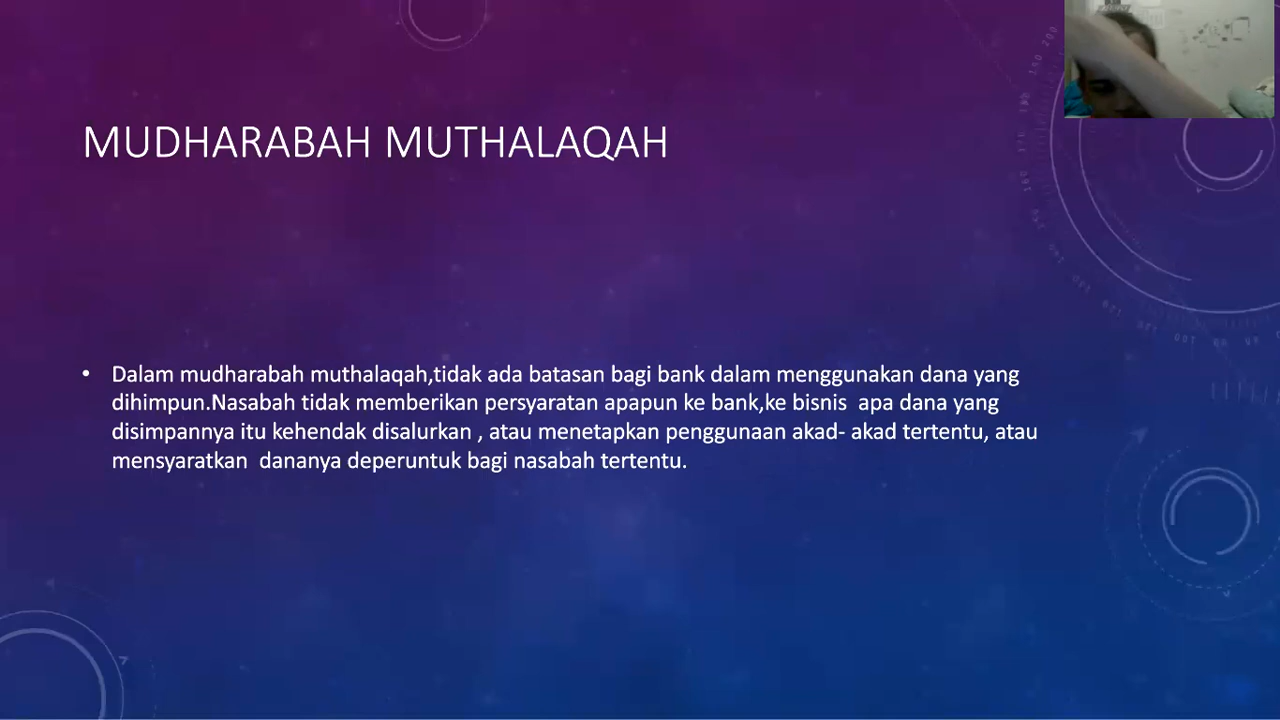 MUDHARABAH MUTHALAQAH
• Dalam mudharabah muthalaqah,tidak ada batasan bagi bank dalam menggunakan dana yang
dihimpun.Nasabah tidak memberikan persyaratan apapun ke bank,ke bisnis  apa dana yang
disimpannya itu kehendak disalurkan , atau menetapkan penggunaan akad- akad tertentu, atau
mensyaratkan  dananya deperuntuk bagi nasabah tertentu.